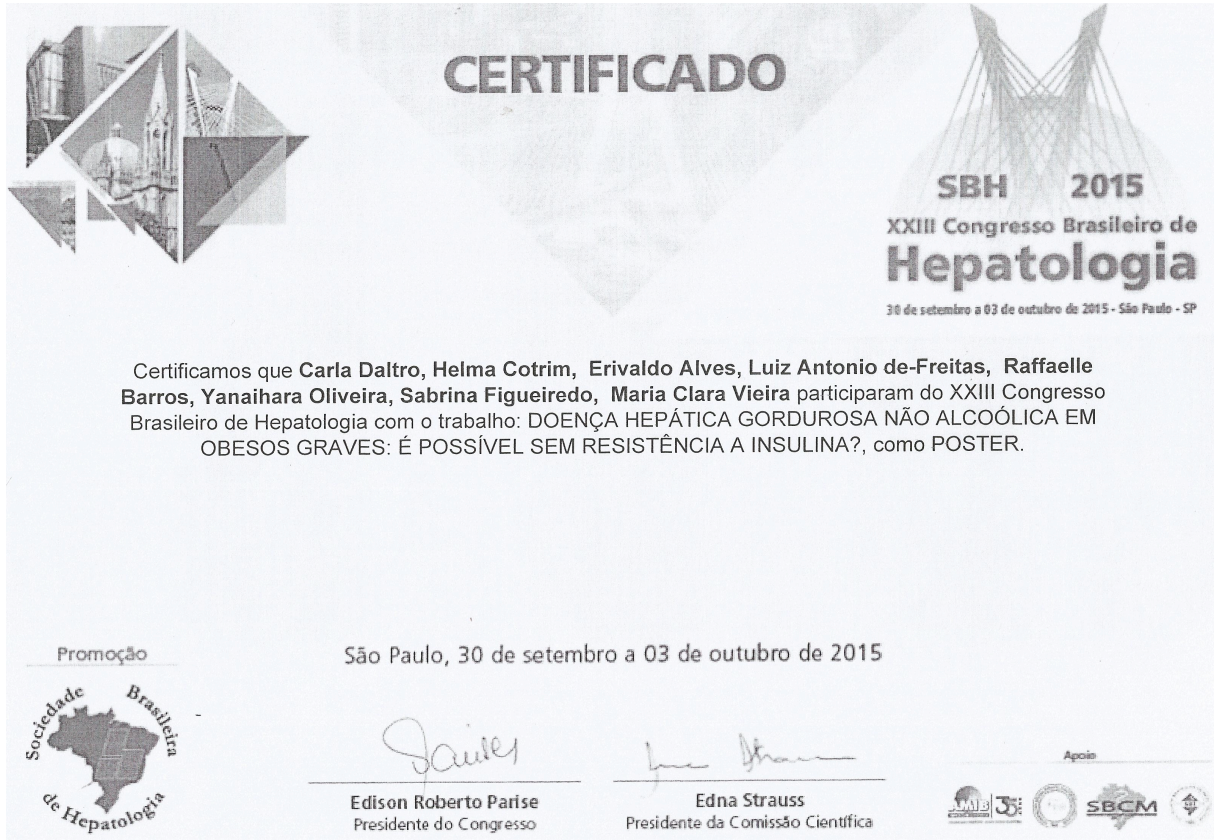 CERTIFICADO
SBH 2015
XXIII Congresso Brasileiro de
Hepatologia
30 de setembro a 03 de outubro de 2015 - São Paulo - SP
Certificamos que Carla Daltro, Helma Cotrim, Erivaldo Alves, Luiz Antonio de-Freitas, Raffaelle
Barros, Yanaihara Oliveira, Sabrina Figueiredo, Maria Clara Vieira participaram do XXIII Congresso
Brasileiro de Hepatologia com o trabalho: DOENÇA HEPÁTICA GORDUROSA NÃO ALCOÓLICA EM
OBESOS GRAVES: É POSSÍVEL SEM RESISTÊNCIA A INSULINA?, como POSTER.
Promoção
São Paulo, 30 de setembro a 03 de outubro de 2015
Sociedade Brasileira
de Hepatologia
Edison Roberto Parise
Presidente do Congresso
Edna Strauss
Presidente da Comissão Científica
Apoio
AMIB 35
SBCM